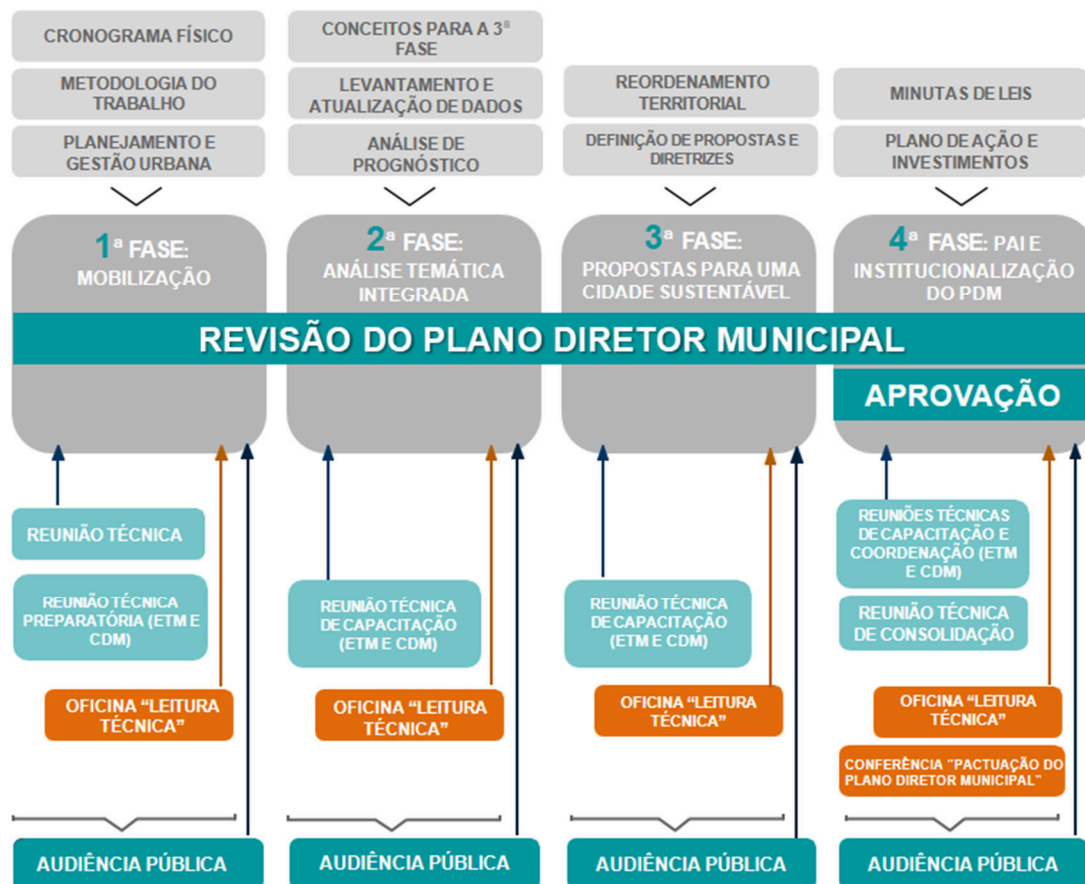 CRONOGRAMA FÍSICO
METODOLOGIA DO
TRABALHO
PLANEJAMENTO E
GESTÃO URBANA
CONCEITOS PARA A 3ª
FASE
LEVANTAMENTO E
ATUALIZAÇÃO DE DADOS
ANÁLISE DE
PROGNÓSTICO
REORDENAMENTO
TERRITORIAL
DEFINIÇÃO DE PROPOSTAS E
DIRETRIZES
MINUTAS DE LEIS
PLANO DE AÇÃO E
INVESTIMENTOS
1ª FASE:
MOBILIZAÇÃO
2ª FASE:
ANÁLISE TEMÁTICA
INTEGRADA
3ª FASE:
PROPOSTAS PARA UMA
CIDADE SUSTENTÁVEL
4ª FASE: PAI E
INSTITUCIONALIZAÇÃO
DO PDM
REVISÃO DO PLANO DIRETOR MUNICIPAL
APROVAÇÃO
REUNIÃO TÉCNICA
REUNIÃO TÉCNICA
PREPARATÓRIA (ETM E
CDM)
OFICINA “LEITURA
TÉCNICA”
AUDIÊNCIA PÚBLICA
REUNIÃO TÉCNICA
DE CAPACITAÇÃO
(ETM E CDM)
OFICINA “LEITURA
TÉCNICA”
AUDIÊNCIA PÚBLICA
REUNIÃO TÉCNICA
DE CAPACITAÇÃO
(ETM E CDM)
OFICINA “LEITURA
TÉCNICA”
AUDIÊNCIA PÚBLICA
REUNIÕES TÉCNICAS
DE CAPACITAÇÃO E
COORDENAÇÃO (ETM
E CDM)
REUNIÃO TÉCNICA
DE CONSOLIDAÇÃO
OFICINA “LEITURA
TÉCNICA”
CONFERÊNCIA "PACTUAÇÃO DO
PLANO DIRETOR MUNICIPAL"
AUDIÊNCIA PÚBLICA